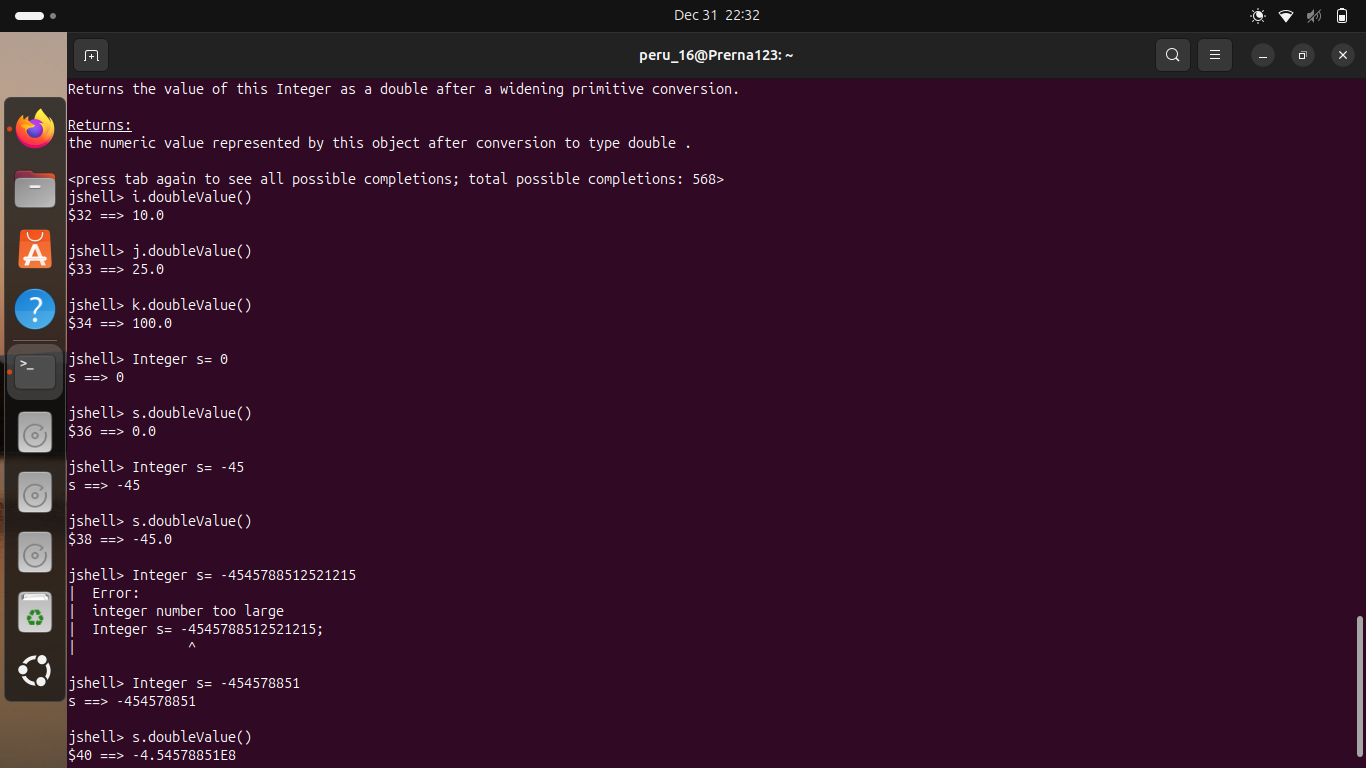 Dec 31 22:32
peru_16@Prerna123: ~
Returns the value of this Integer as a double after a widening primitive conversion.
Returns:
the numeric value represented by this object after conversion to type double .
<press tab again to see all possible completions; total possible completions: 568>
jshell> i.doubleValue()
$32 ==> 10.0
jshell> j.doubleValue()
$33 ==> 25.0
jshell> k.doubleValue()
$34 ==> 100.0
jshell> Integer s= 0
s ==> 0
jshell> s.doubleValue()
$36 ==> 0.0
jshell> Integer s= -45
s ==> -45
jshell> s.doubleValue()
$38 ==> -45.0
jshell> Integer s= -4545788512521215
|  Error:
|  integer number too large
|  Integer s= -4545788512521215;
|              ^
jshell> Integer s= -454578851
s ==> -454578851
jshell> s.doubleValue()
$40 ==> -4.54578851E8